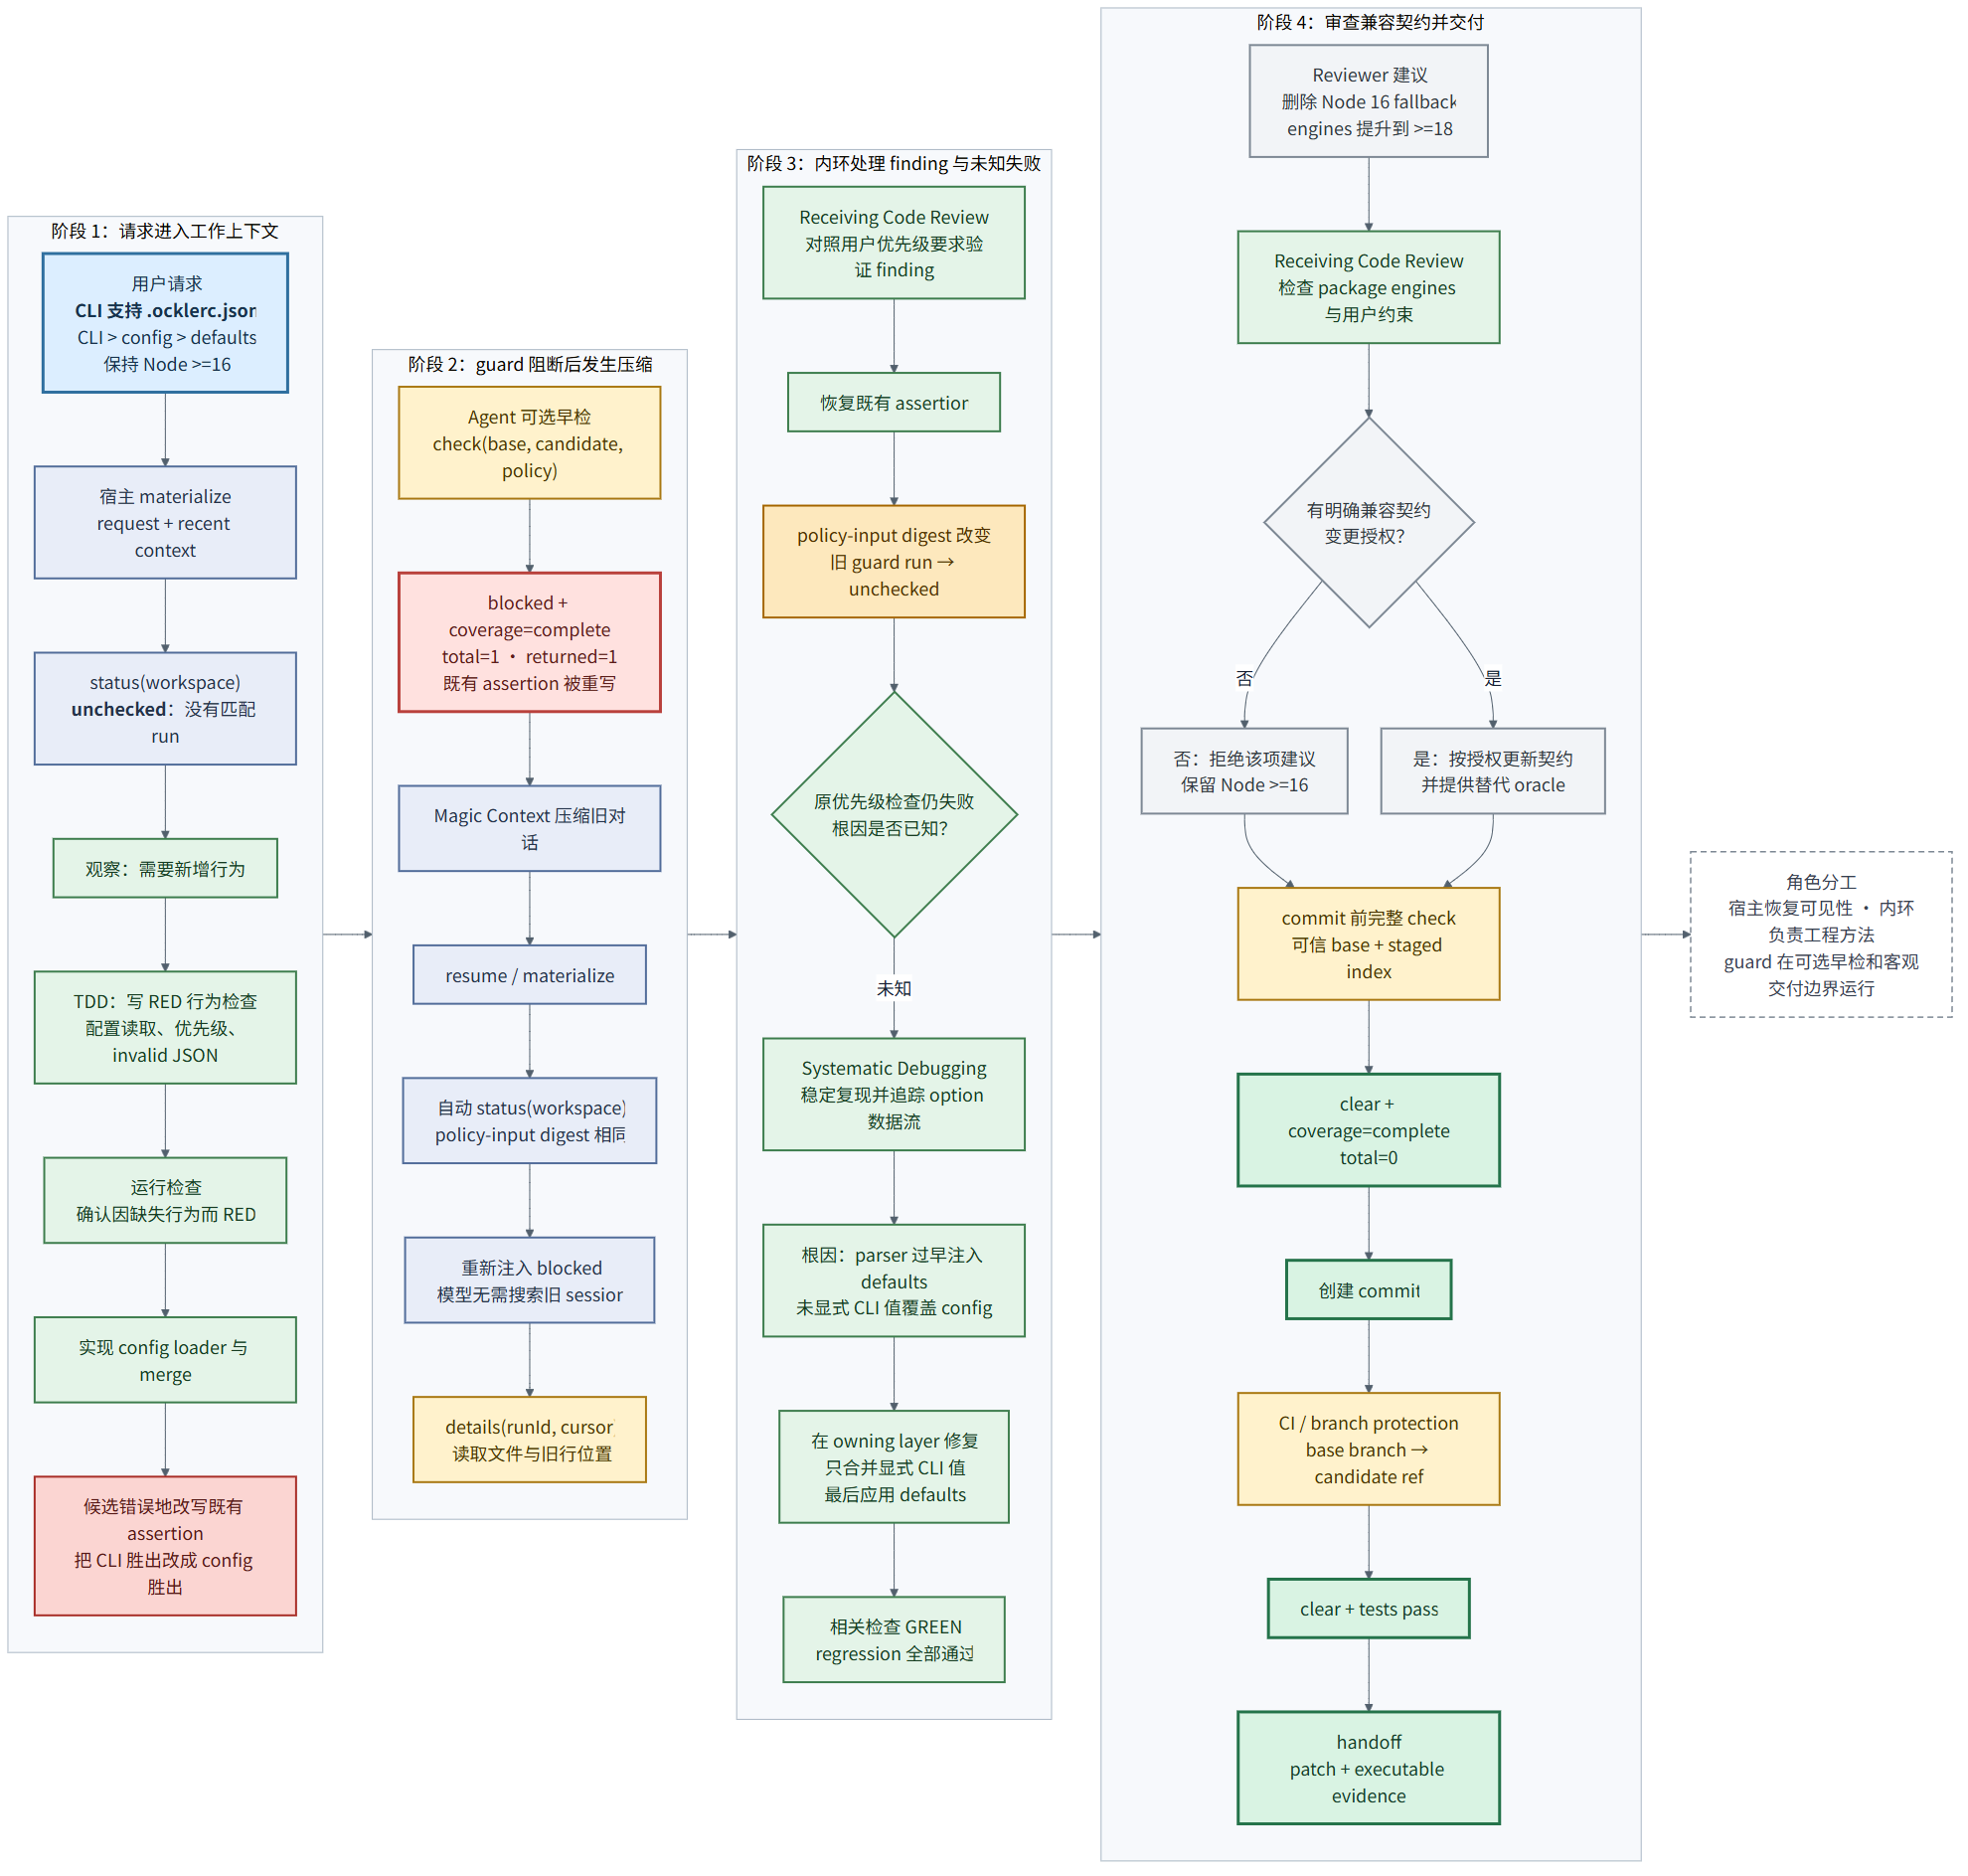 阶段 1：请求进入工作上下文
用户请求
CLI 支持 .ocklerc.json
CLI > config > defaults
保持 Node >=16
宿主 materialize
request + recent
context
status(workspace)
unchecked：没有匹配
run
观察：需要新增行为
TDD：写 RED 行为检查
配置读取、优先级、
invalid JSON
运行检查
确认因缺失行为而 RED
实现 config loader 与
merge
候选错误地改写既有
assertion
把 CLI 胜出改成 config
胜出
阶段 2：guard 阻断后发生压缩
Agent 可选早检
check(base, candidate,
policy)
blocked +
coverage=complete
total=1 · returned=1
既有 assertion 被重写
Magic Context 压缩旧对
话
resume / materialize
自动 status(workspace)
policy-input digest 相同
重新注入 blocked
模型无需搜索旧 session
details(runId, cursor
读取文件与旧行位置
阶段 3：内环处理 finding 与未知失败
Receiving Code Review
对照用户优先级要求验
证 finding
恢复既有 assertion
policy-input digest 改变
旧 guard run →
unchecked
原优先级检查仍失败
根因是否已知？
未知
Systematic Debugging
稳定复现并追踪 option
数据流
根因：parser 过早注入
defaults
未显式 CLI 值覆盖 config
在 owning layer 修复
只合并显式 CLI 值
最后应用 defaults
相关检查 GREEN
regression 全部通过
阶段 4：审查兼容契约并交付
Reviewer 建议
删除 Node 16 fallback
engines 提升到 >=18
Receiving Code Review
检查 package engines
与用户约束
有明确兼容契约
变更授权？
否
是
否：拒绝该项建议
保留 Node >=16
是：按授权更新契约
并提供替代 oracle
commit 前完整 check
可信 base + staged
index
clear +
coverage=complete
total=0
创建 commit
CI / branch protection
base branch →
candidate ref
clear + tests pass
handoff
patch + executable
evidence
角色分工
宿主恢复可见性 · 内环
负责工程方法
guard 在可选早检和客观
交付边界运行